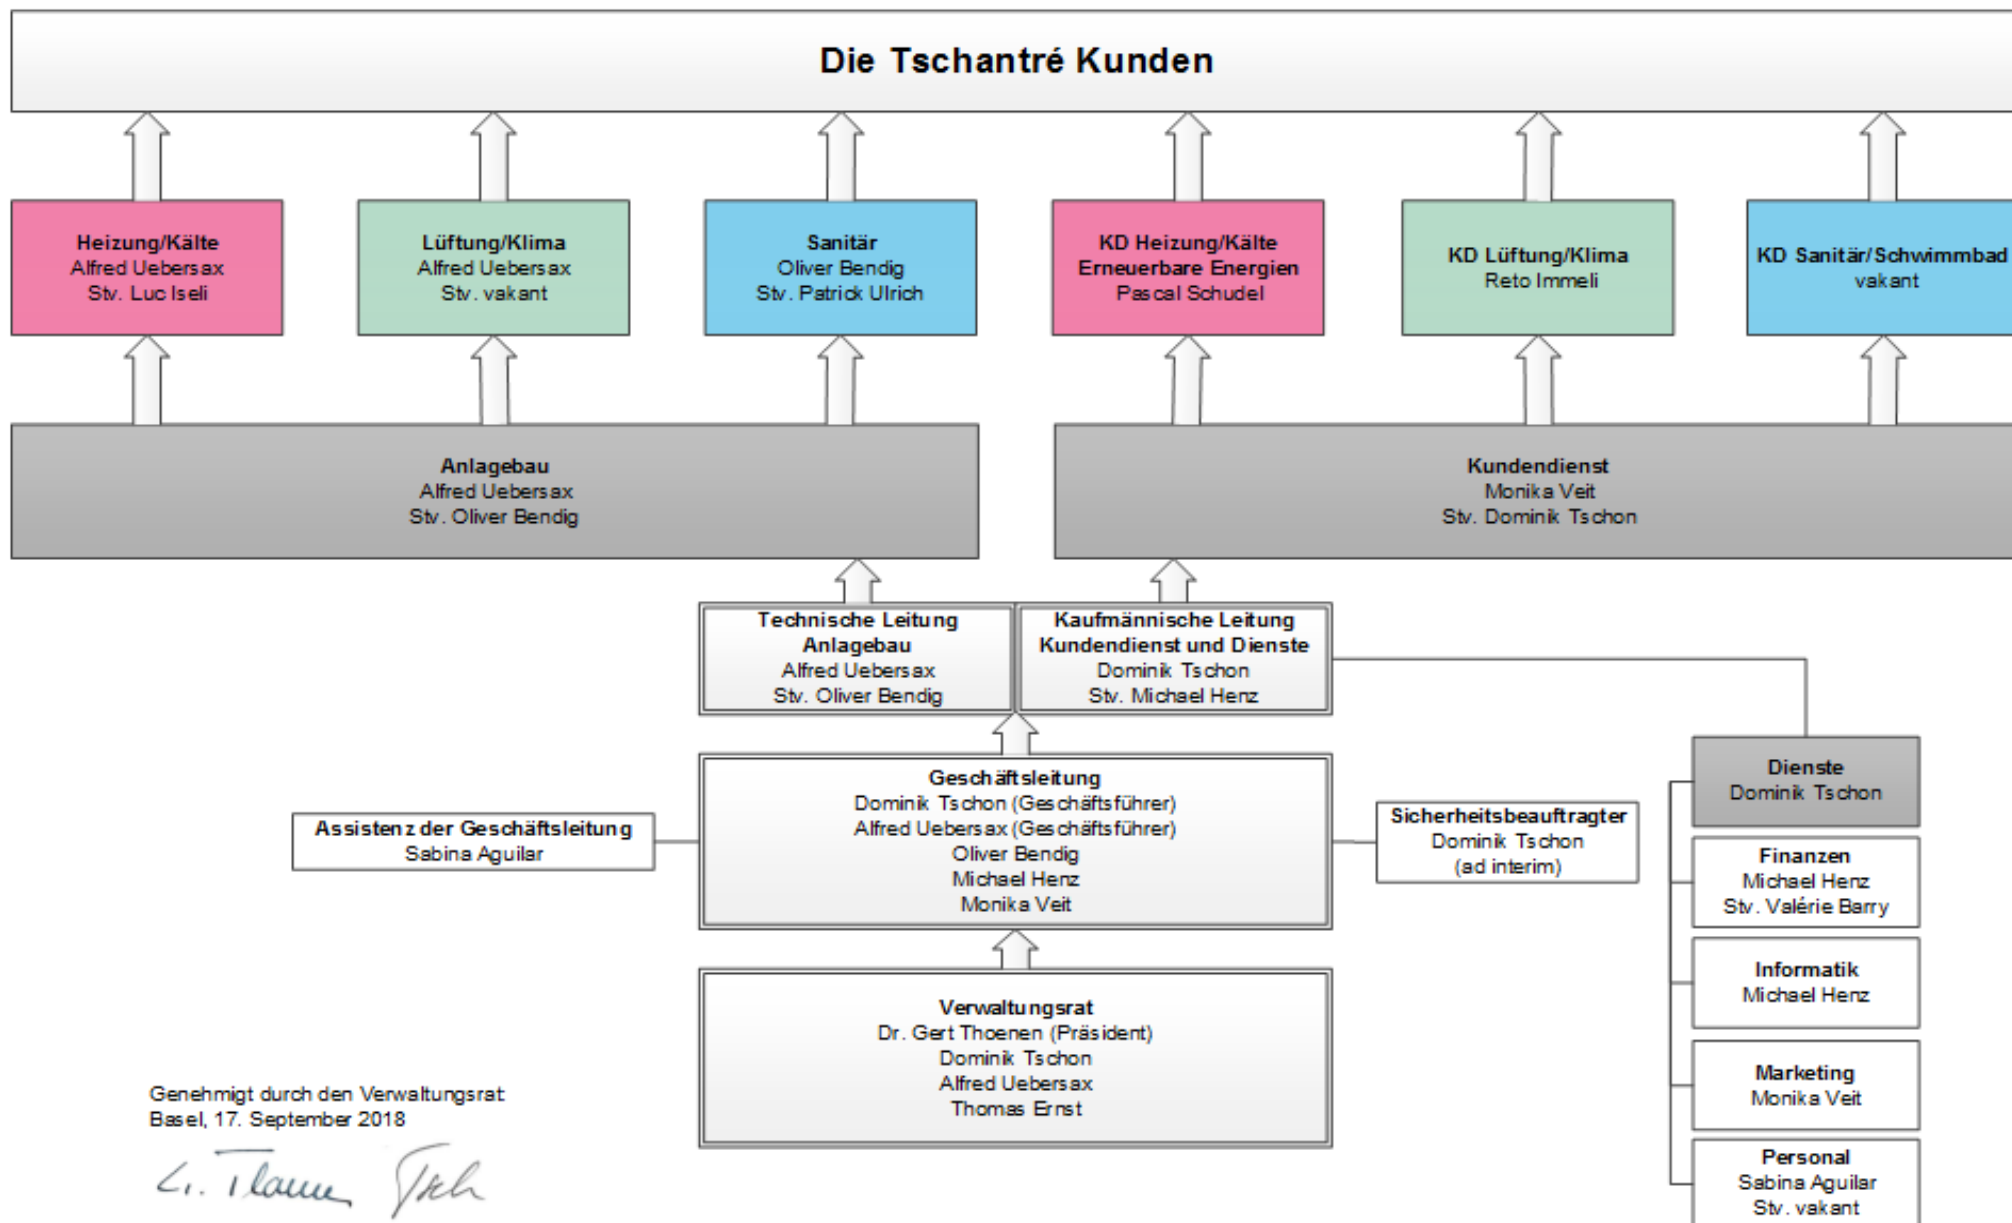 Die Tschantré Kunden
Heizung/Kälte
Alfred Uebersax
Stv. Luc Iseli
Lüftung/Klima
Alfred Uebersax
Stv. vakant
Sanitär
Oliver Bendig
Stv. Patrick Ulrich
KD Heizung/Kälte
Erneuerbare Energien
Pascal Schudel
KD Lüftung/Klima
Reto Immeli
KD Sanitär/Schwimmbad
vakant
Anlagebau
Alfred Uebersax
Stv. Oliver Bendig
Kundendienst
Monika Veit
Stv. Dominik Tschon
Technische Leitung
Anlagebau
Alfred Uebersax
Stv. Oliver Bendig
Kaufmännische Leitung
Kundendienst und Dienste
Dominik Tschon
Stv. Michael Henz
Geschäftsleitung
Dominik Tschon (Geschäftsführer)
Alfred Uebersax (Geschäftsführer)
Oliver Bendig
Michael Henz
Monika Veit
Assistenz der Geschäftsleitung
Sabina Aguilar
Sicherheitsbeauftragter
Dominik Tschon
(ad interim)
Dienste
Dominik Tschon
Finanzen
Michael Henz
Stv. Valérie Barry
Informatik
Michael Henz
Marketing
Monika Veit
Personal
Sabina Aguilar
Stv. vakant
Verwaltungsrat
Dr. Gert Thoenen (Präsident)
Dominik Tschon
Alfred Uebersax
Thomas Ernst
Genehmigt durch den Verwaltungsrat
Basel, 17. September 2018